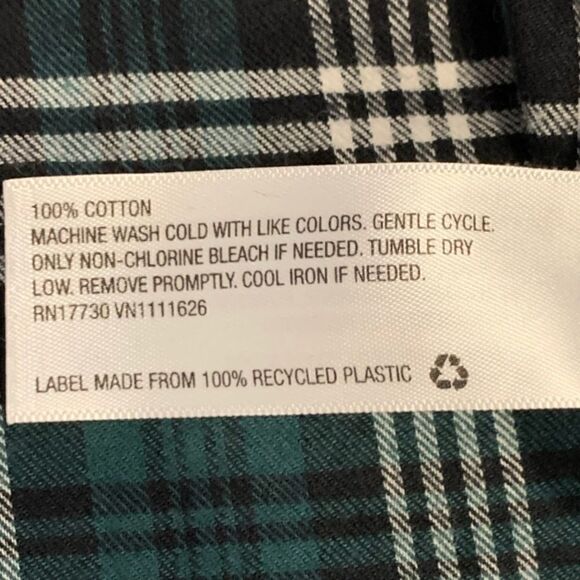 100% COTTON
MACHINE WASH COLD WITH LIKE COLORS. GENTLE CYCLE.
ONLY NON-CHLORINE BLEACH IF NEEDED. TUMBLE DRY
LOW. REMOVE PROMPTLY. COOL IRON IF NEEDED.
RN17730 VN1111626
LABEL MADE FROM 100% RECYCLED PLASTIC